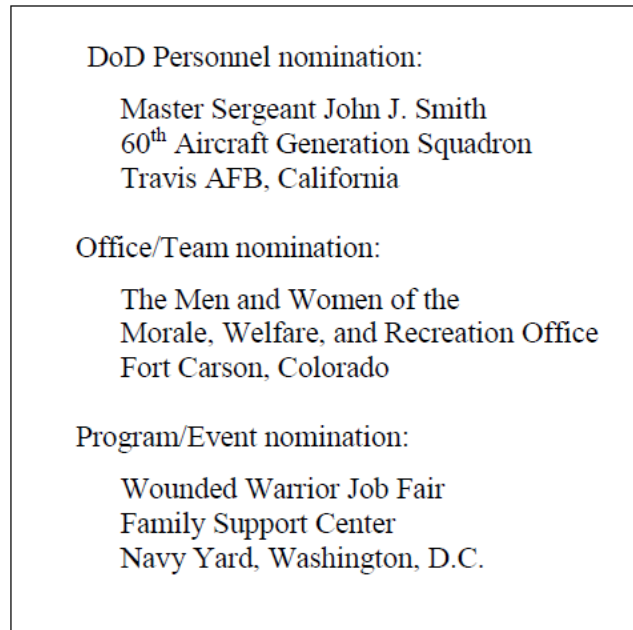 DoD Personnel nomination:
Master Sergeant John J. Smith
60th Aircraft Generation Squadron
Travis AFB, California
Office/Team nomination:
The Men and Women of the
Morale, Welfare, and Recreation Office
Fort Carson, Colorado
Program/Event nomination:
Wounded Warrior Job Fair
Family Support Center
Navy Yard, Washington, D.C.